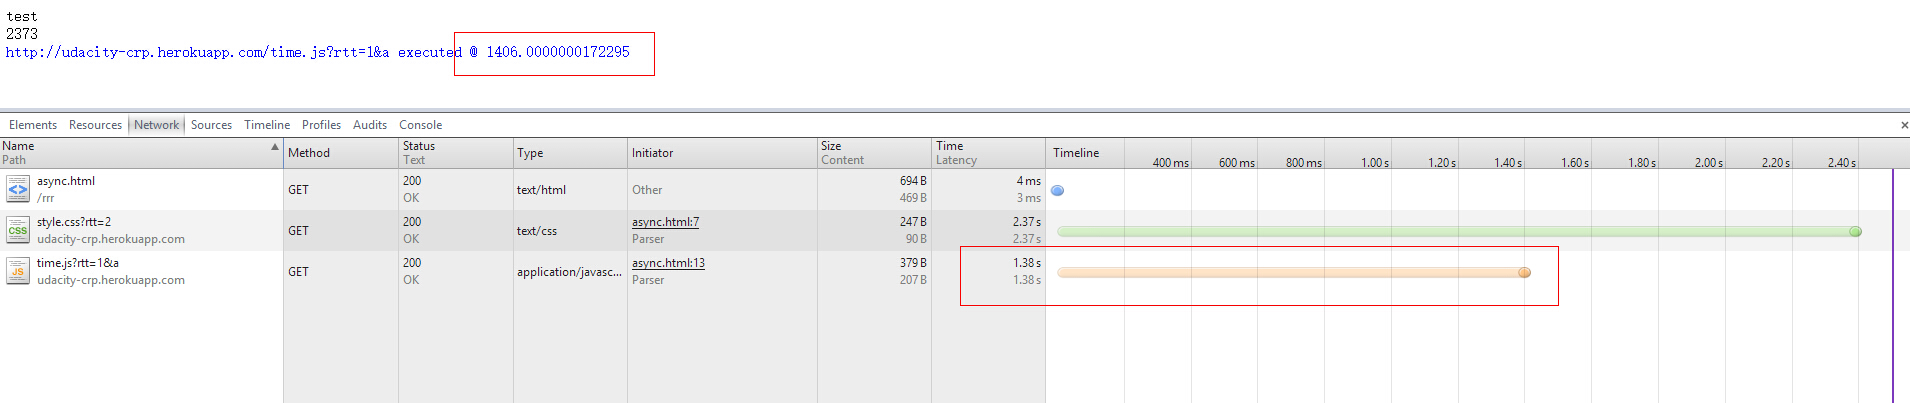 test
2373
http://udacity-crp.herokuapp.com/time.js?rtt=1&a executed @ 1406.0000000172295
Elements Resources Network Sources Timeline Profiles Audits Console ×
Name Path Method Status Text Type Initiator Size Content Time Latency Timeline 400 ms 600 ms 800 ms 1.00 s 1.20 s 1.40 s 1.60 s 1.80 s 2.00 s 2.20 s 2.40 s
async.html 200 694 B 4 ms
<> GET text/html Other
/rrr OK 469 B 3 ms
style.css?rtt=2 200 247 B 2.37 s
async.html:7
CSS GET text/css
udacity-crp.herokuapp.com OK Parser 90 B 2.37 s
time.js?rtt=1&a 200 async.html:13 379 B 1.38 s
JS GET application/javasc...
udacity-crp.herokuapp.com OK Parser 207 B 1.38 s